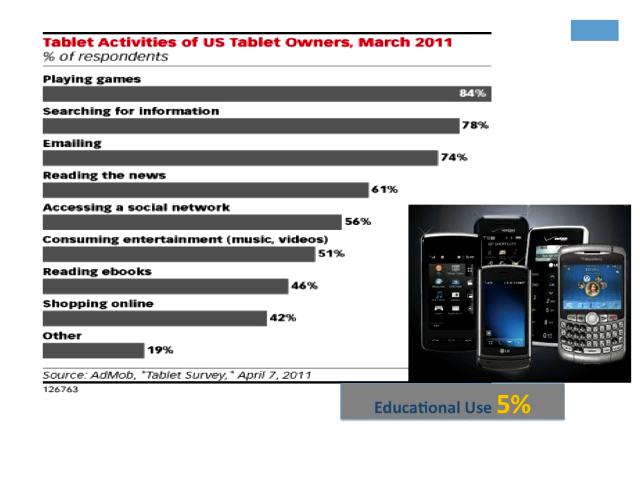 Tablet Activities of US Tablet Owners, March 2011
% of respondents
Playing games
84%
Searching for information
78%
Emailing
74%
Reading the news
61%
Accessing a social network
56%
Consuming entertainment (music, videos)
51%
Reading ebooks
46%
Shopping online
42%
Other
19%
Source: AdMob, "Tablet Survey," April 7, 2011
126763
Educational Use 5%